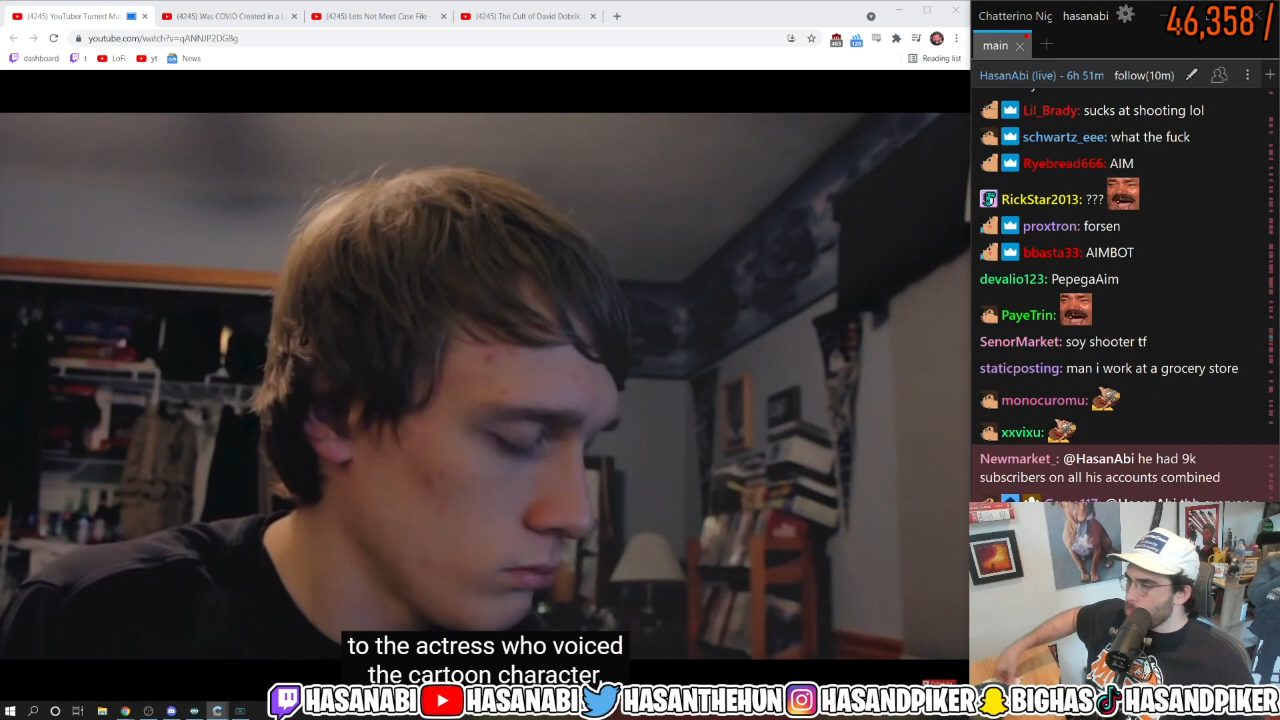 (4245) YouTuber Turned Ma
(4245) Was COVID Created in a
(4245) Lets Not Meet Case File -
(4245) The Cult of David Dobrik
Chatterino Nig
hasanabi
46,358 /
youtube.com/watch?v=qANNJP2DG8g
main
dashboard
t
LoFi
yt
News
Reading list
HasanAbi (live) - 6h 51m
follow(10m)
Lil_Brady: sucks at shooting lol
schwartz_eee: what the fuck
Ryebread666: AIM
RickStar2013: ???
proxtron: forsen
bbasta33: AIMBOT
devalio123: PepegaAim
PayeTrin:
SenorMarket: soy shooter tf
staticposting: man i work at a grocery store
monocuromu:
xxvixu:
Newmarket_: @HasanAbi he had 9k
subscribers on all his accounts combined
to the actress who voiced
the cartoon character
HASANABI
HASANABI
HASANTHEHUN
HASANDPIKER
BIGHAS
HASANDPIKER